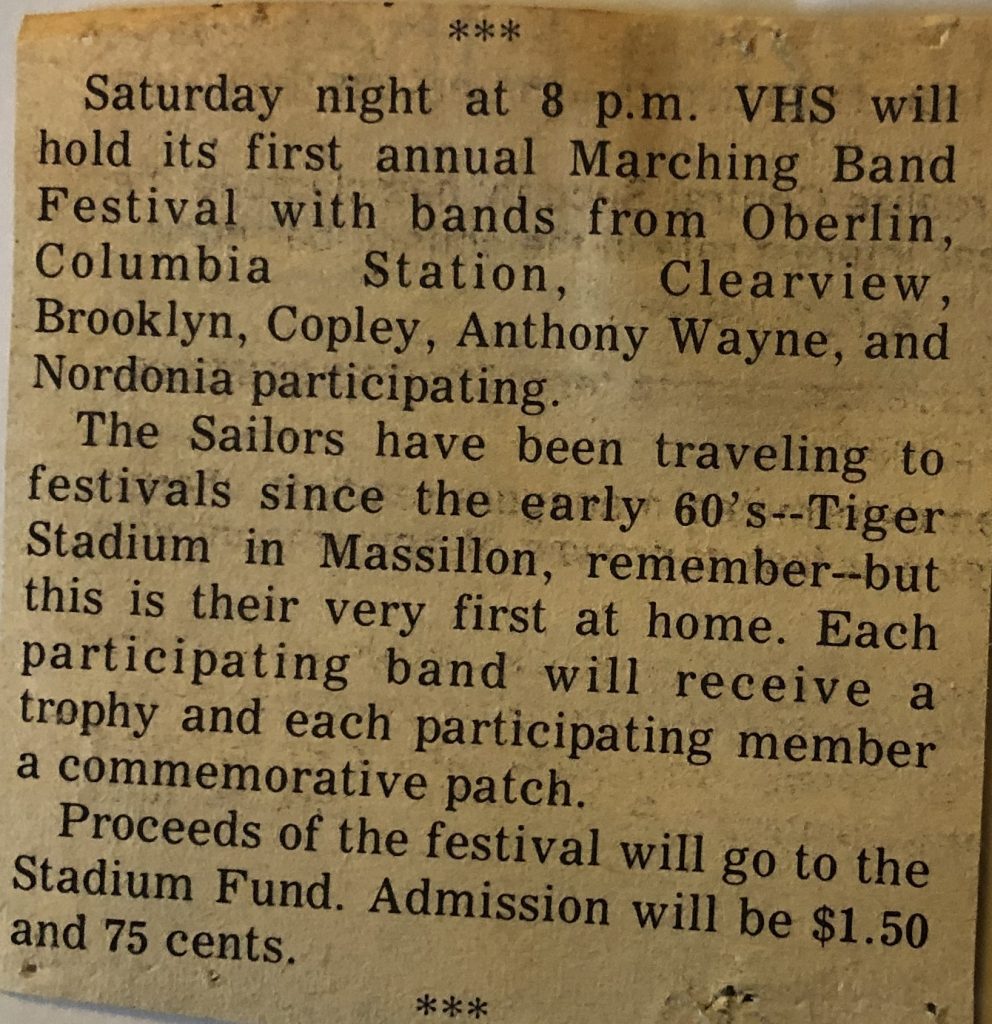 ***
Saturday night at 8 p.m. VHS will
hold its first annual Marching Band
Festival with bands from Oberlin,
Columbia Station, Clearview,
Brooklyn, Copley, Anthony Wayne, and
Nordonia participating.
The Sailors have been traveling to
festivals since the early 60's--Tiger
Stadium in Massillon, remember--but
this is their very first at home. Each
participating band will receive a
trophy and each participating member
a commemorative patch.
Proceeds of the festival will go to the
Stadium Fund. Admission will be $1.50
and 75 cents.
***